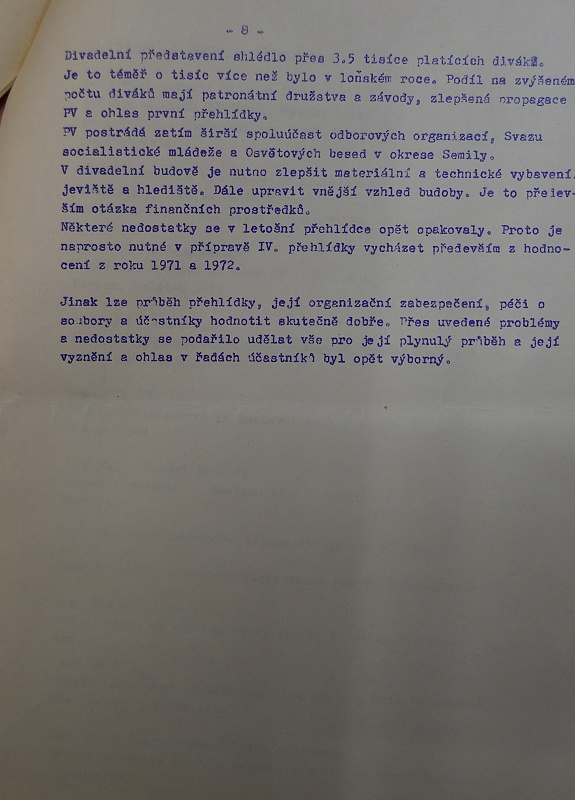 - 8 -
Divadelní představení shlédlo přes 3.5 tisíce platících diváků.
Je to téměř o tisíc více než bylo v loňském roce. Podíl na zvýšeném
počtu diváků mají patronátní družstva a závody, zlepšená propagace
PV a ohlas první přehlídky.
PV postrádá zatím širší spoluúčast odborových organizací, Svazu
socialistické mládeže a Osvětových besed v okrese Semily.
V divadelní budově je nutno zlepšit materiální a technické vybavení
jeviště a hlediště. Dále upravit vnější vzhled budoby. Je to přeiev-
ším otázka finančních prostředků.
Některé nedostatky se v letošní přehlídce opět opakovaly. Proto je
naprosto nutné v přípravě IV. přehlídky vycházet především z hodno-
cení z roku 1971 a 1972.
Jinak lze průběh přehlídky, její organizační zabezpečení, péči o
soubory a účastníky hodnotit skutečně dobře. Přes uvedené problémy
a nedostatky se podařilo udělat vše pro její plynulý průběh a její
vyznění a ohlas v řadách účastníků byl opět výborný.